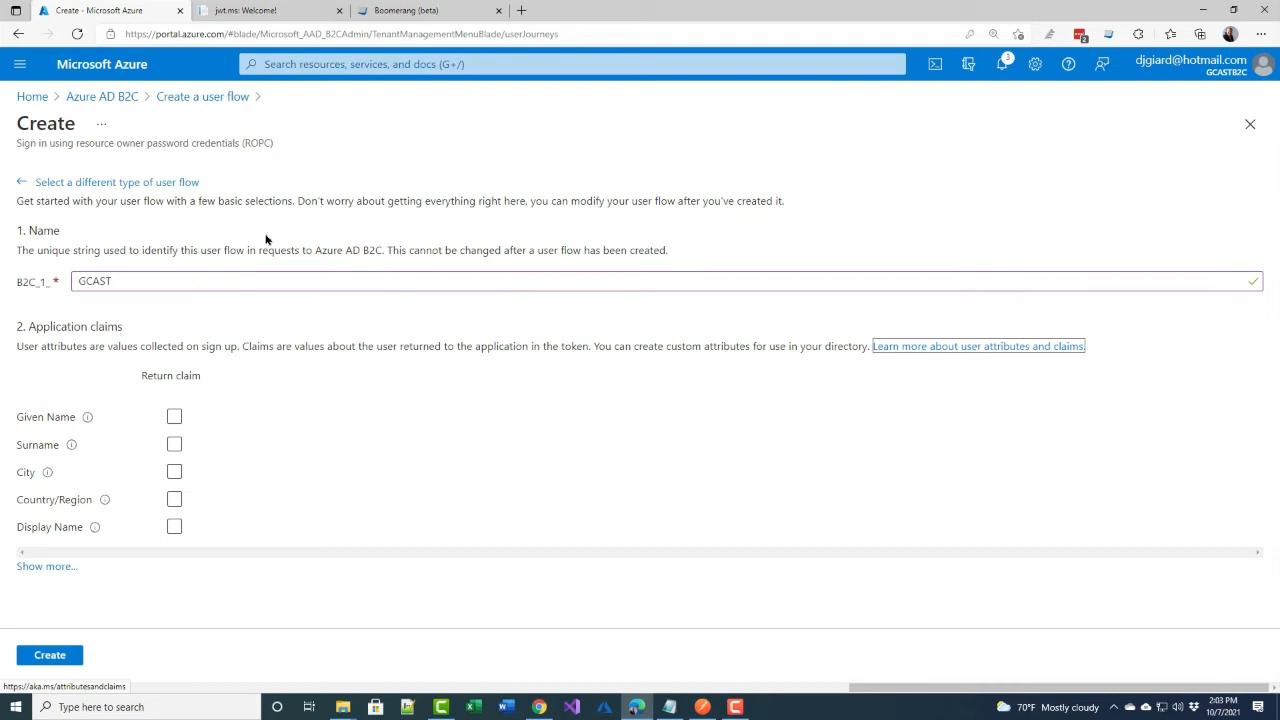 Create - Microsoft Azure
jwt.ms: Welcome!
Boomerang (beta)
https://portal.azure.com/#blade/Microsoft_AAD_B2CAdmin/TenantManagementMenuBlade/userJourneys
2
Microsoft Azure
Search resources, services, and docs (G+/)
3
djgiard@hotmail.com
GCASTB2C
Home > Azure AD B2C > Create a user flow >
Create ...
Sign in using resource owner password credentials (ROPC)
← Select a different type of user flow
Get started with your user flow with a few basic selections. Don't worry about getting everything right here, you can modify your user flow after you've created it.
1. Name
The unique string used to identify this user flow in requests to Azure AD B2C. This cannot be changed after a user flow has been created.
B2C_1_ * GCAST
2. Application claims
User attributes are values collected on sign up. Claims are values about the user returned to the application in the token. You can create custom attributes for use in your directory. Learn more about user attributes and claims.
Return claim
Given Name
Surname
City
Country/Region
Display Name
Show more...
Create
https://aka.ms/attributesandclaims
Type here to search
70°F Mostly cloudy
2:03 PM
10/7/2021